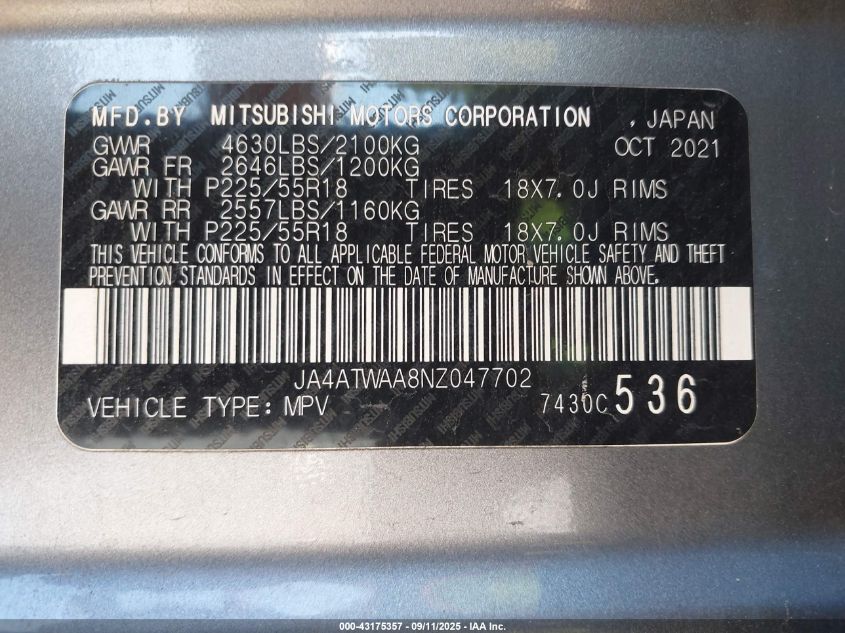 MFD.BY MITSUBISHI MOTORS CORPORATION , JAPAN
GVWR 4630LBS/2100KG OCT 2021
GAWR FR 2646LBS/1200KG
WITH P225/55R18 TIRES 18X7.0J RIMS
GAWR RR 2557LBS/1160KG
WITH P225/55R18 TIRES 18X7.0J RIMS
THIS VEHICLE CONFORMS TO ALL APPLICABLE FEDERAL MOTOR VEHICLE SAFETY AND THEFT
PREVENTION STANDARDS IN EFFECT ON THE DATE OF MANUFACTURE SHOWN ABOVE.
JA4ATWAA8NZ047702
VEHICLE TYPE: MPV 7430C 536
000-43175357 - 09/11/2025 - IAA Inc.